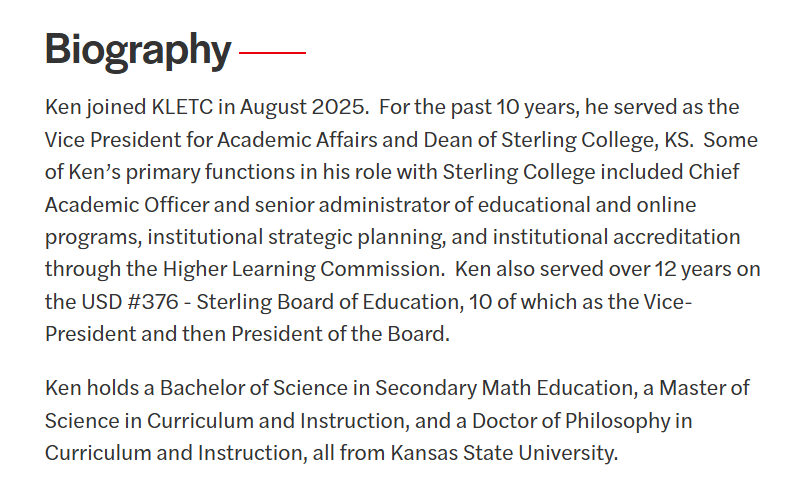 Biography
Ken joined KLETC in August 2025.  For the past 10 years, he served as the
Vice President for Academic Affairs and Dean of Sterling College, KS.  Some
of Ken’s primary functions in his role with Sterling College included Chief
Academic Officer and senior administrator of educational and online
programs, institutional strategic planning, and institutional accreditation
through the Higher Learning Commission.  Ken also served over 12 years on
the USD #376 - Sterling Board of Education, 10 of which as the Vice-
President and then President of the Board.
Ken holds a Bachelor of Science in Secondary Math Education, a Master of
Science in Curriculum and Instruction, and a Doctor of Philosophy in
Curriculum and Instruction, all from Kansas State University.